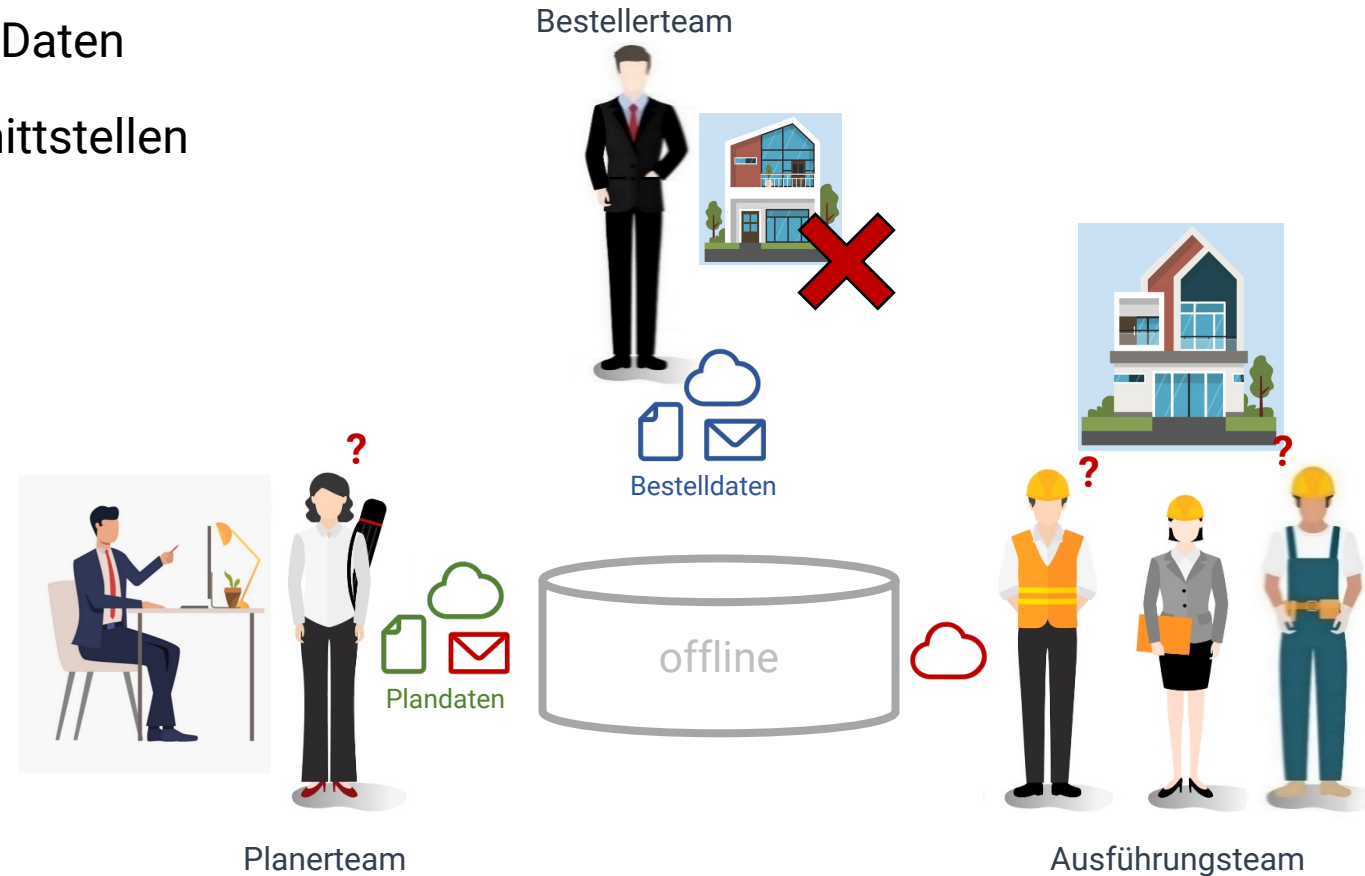 Daten
ittstellen
Bestellerteam
?
?
?
Bestelldaten
offline
Plandaten
Planerteam
Ausführungsteam